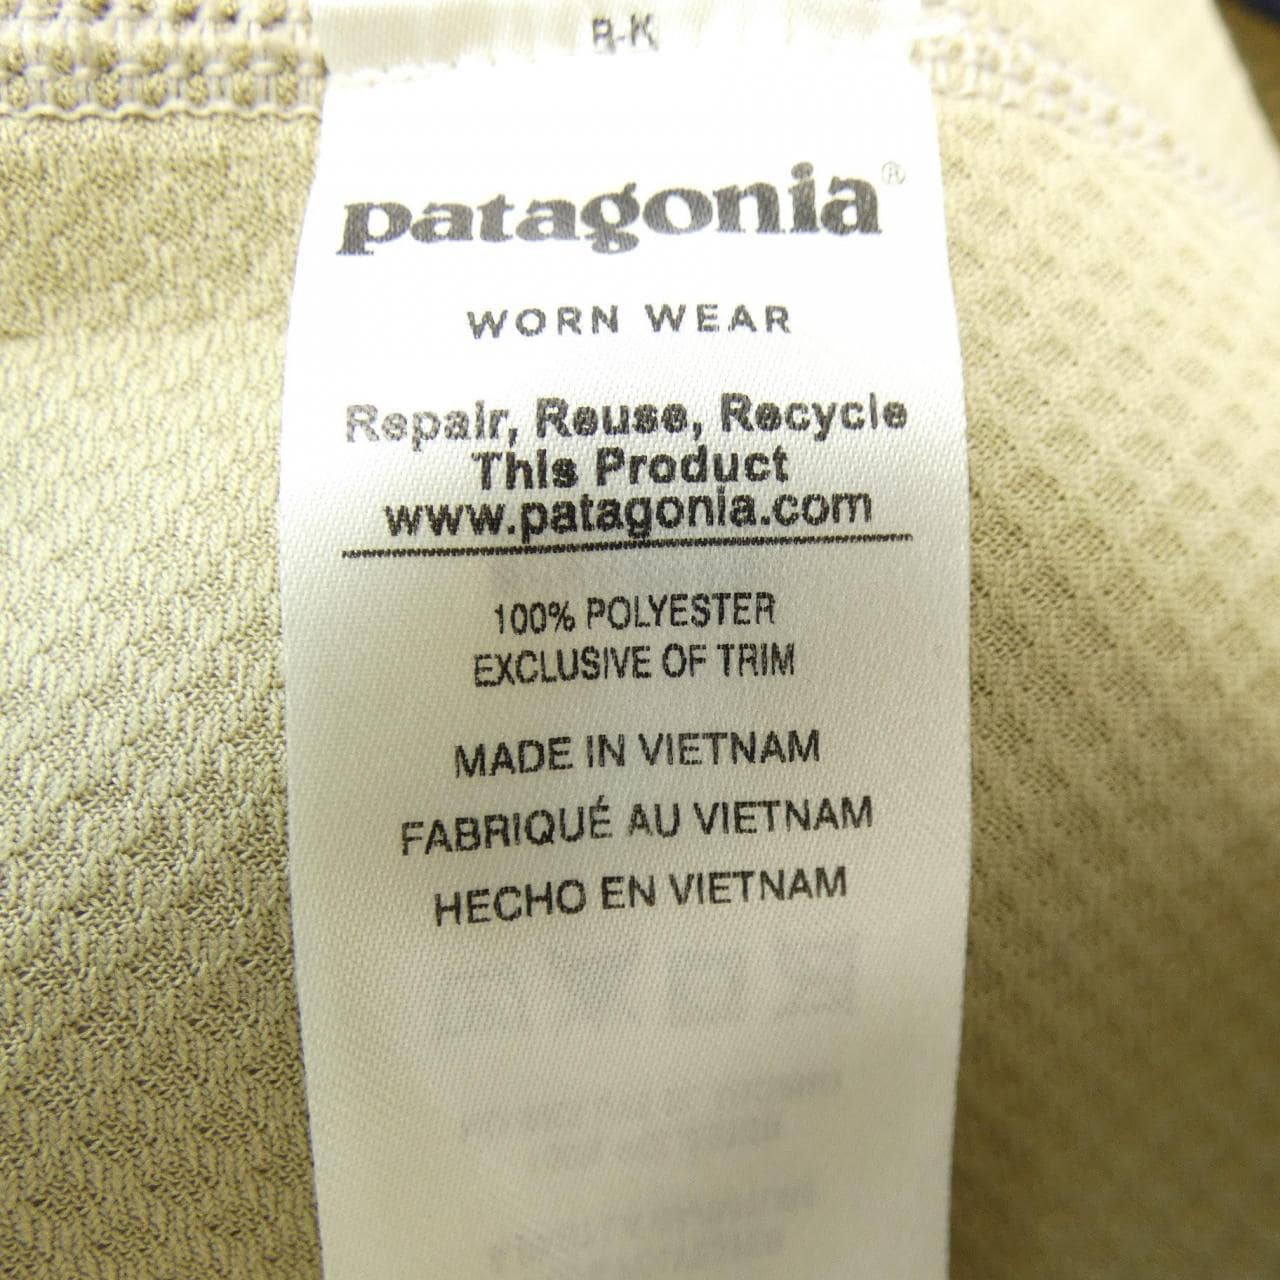 R-K
patagonia®
WORN WEAR
Repair, Reuse, Recycle
This Product
www.patagonia.com
100% POLYESTER
EXCLUSIVE OF TRIM
MADE IN VIETNAM
FABRIQUÉ AU VIETNAM
HECHO EN VIETNAM